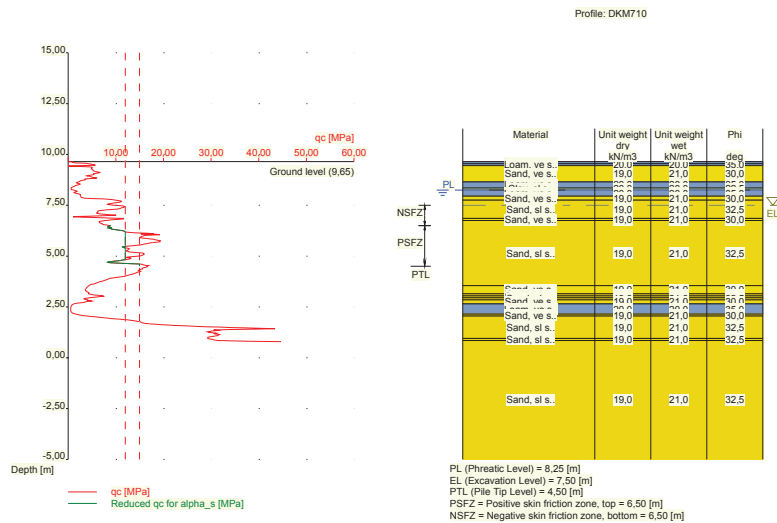 Profile: DKM710
15,00
12,50
qc [MPa]
10,00
10,00
20,00
30,00
40,00
50,00
60,00
Ground level (9,65)
7,50
5,00
2,50
0,00
-2,50
-5,00
Depth [m]
qc [MPa]
Reduced qc for alpha_s [MPa]
PL
NSFZ
PSFZ
PTL
EL
Material
Unit weight dry kN/m3
Unit weight wet kN/m3
Phi deg
Loam, ve s.. 20,0 20,0 35,0
Sand, ve s.. 19,0 21,0 30,0
Sand, ve s.. 19,0 21,0 30,0
Sand, sl s.. 19,0 21,0 32,5
Sand, ve s.. 19,0 21,0 30,0
Sand, sl s.. 19,0 21,0 32,5
Sand, ve s.. 19,0 21,0 30,0
Sand, ve s.. 19,0 21,0 30,0
Sand, sl s.. 19,0 21,0 32,5
Sand, sl s.. 19,0 21,0 32,5
Sand, sl s.. 19,0 21,0 32,5
PL (Phreatic Level) = 8,25 [m]
EL (Excavation Level) = 7,50 [m]
PTL (Pile Tip Level) = 4,50 [m]
PSFZ = Positive skin friction zone, top = 6,50 [m]
NSFZ = Negative skin friction zone, bottom = 6,50 [m]